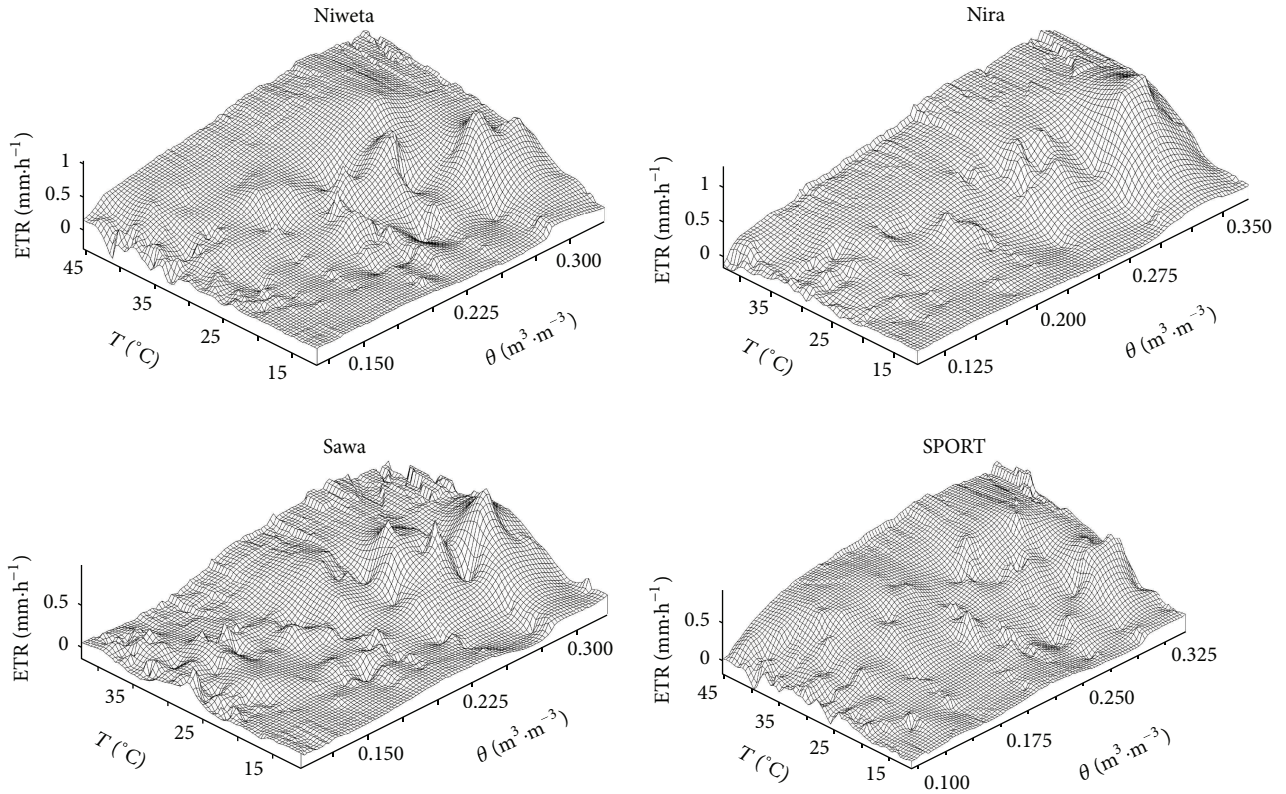 Niweta
ETR (mm·h⁻¹)
1
0.5
0
45
35
25
15
T (°C)
0.150
0.225
0.300
θ (m³·m⁻³)
Nira
ETR (mm·h⁻¹)
1
0.5
0
35
25
15
T (°C)
0.125
0.200
0.275
0.350
θ (m³·m⁻³)
Sawa
ETR (mm·h⁻¹)
0.5
0
35
25
15
T (°C)
0.150
0.225
0.300
θ (m³·m⁻³)
SPORT
ETR (mm·h⁻¹)
0.5
0
45
35
25
15
T (°C)
0.100
0.175
0.250
0.325
θ (m³·m⁻³)